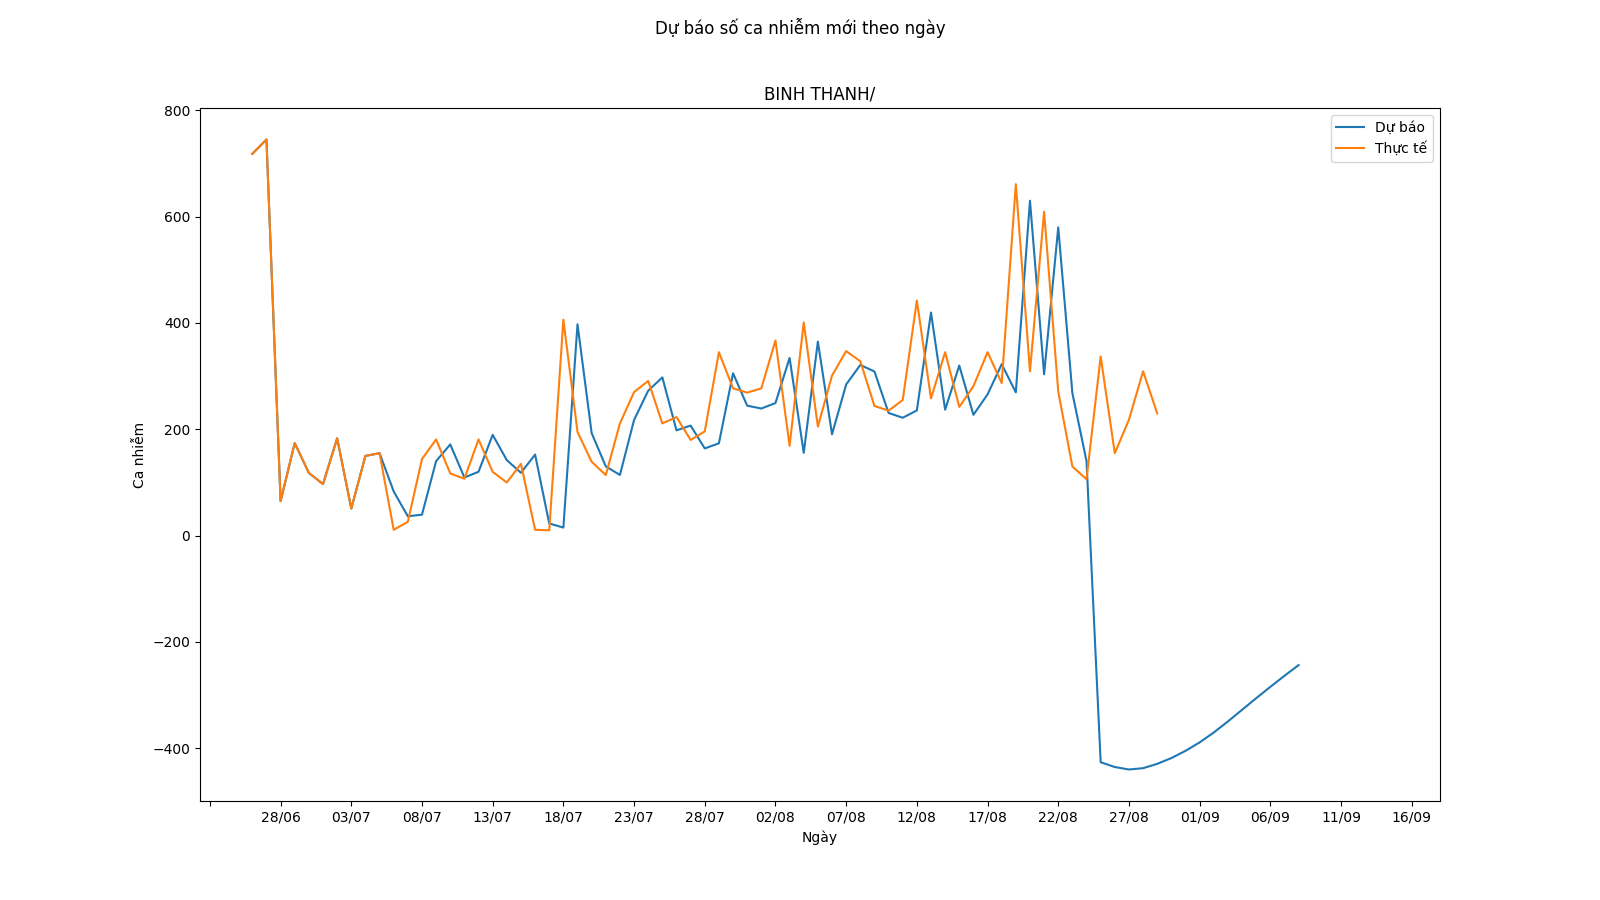 Dự báo số ca nhiễm mới theo ngày
BINH THANH/
Dự báo
Thực tế
Ca nhiễm
800
600
400
200
0
−200
−400
28/06 03/07 08/07 13/07 18/07 23/07 28/07 02/08 07/08 12/08 17/08 22/08 27/08 01/09 06/09 11/09 16/09
Ngày